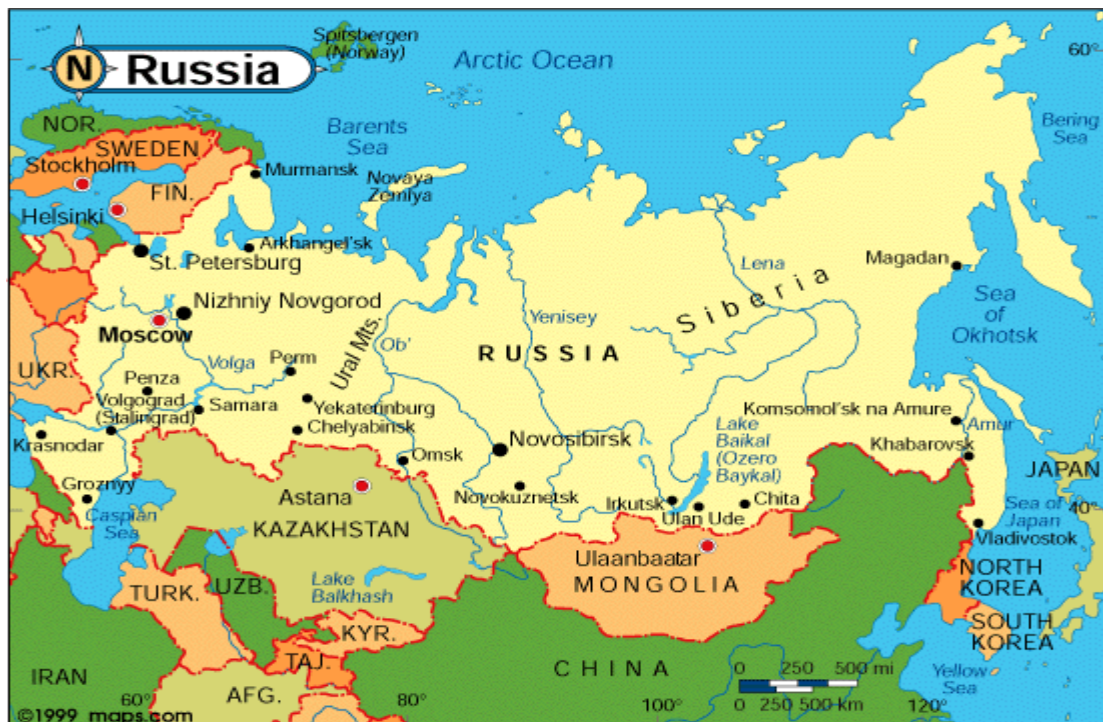 Spitsbergen
(Norway)
N
Russia
Arctic Ocean
60°
NOR.
Barents
Sea
Bering
Sea
SWEDEN
Stockholm
Murmansk
Novaya
Zemlya
FIN.
Helsinki
Arkhangel'sk
St. Petersburg
Lena
Magadan
Siberia
Sea
of
Okhotsk
Nizhniy Novgorod
Moscow
Ural Mts.
Ob'
Yenisey
RUSSIA
UKR.
Volga
Perm
Penza
Volgograd
(Stalingrad)
Samara
Yekaterinburg
Chelyabinsk
Krasnodar
Komsomol'sk na Amure
Amur
Khabarovsk
Lake
Baikal
(Ozero
Baykal)
Novosibirsk
Omsk
JAPAN
Groznyy
Astana
Novokuznetsk
Irkutsk
Ulan Ude
Chita
Caspian
Sea
KAZAKHSTAN
Sea of
Japan
40°
Vladivostok
Ulaanbaatar
MONGOLIA
NORTH
KOREA
TURK.
UZB.
Lake
Balkhash
KYR.
SOUTH
KOREA
IRAN
TAJ.
CHINA
0 250 500 mi
0 250 500 km
Yellow
Sea
60°
AFG.
80°
100°
120°
©1999 maps.com